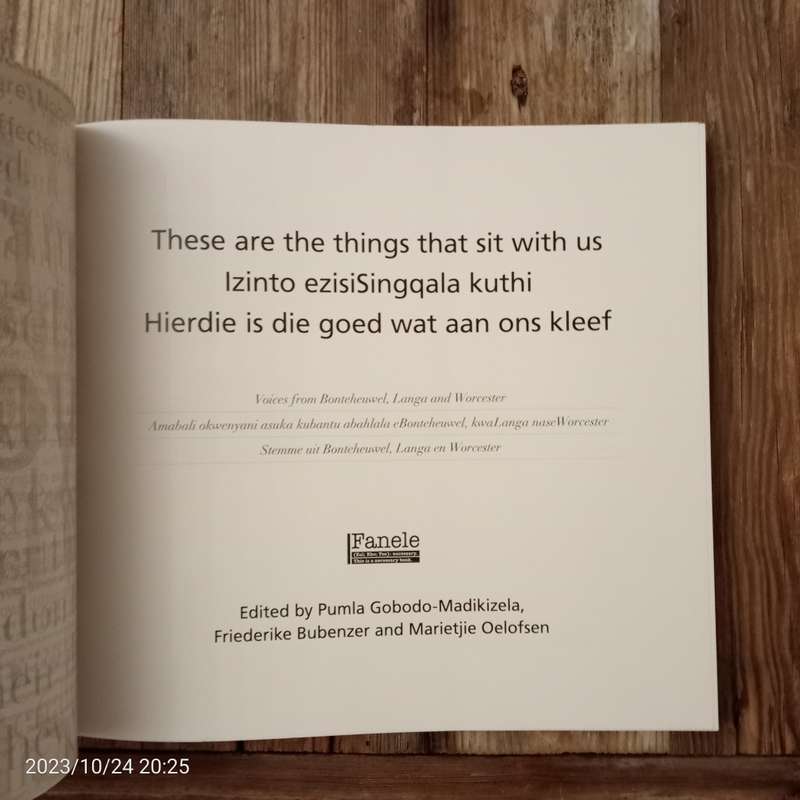 These are the things that sit with us
Izinto ezisiSingqala kuthi
Hierdie is die goed wat aan ons kleef
Voices from Bonteheuwel, Langa and Worcester
Amabali okwenyani asuka kubantu abahlala eBonteheuwel, kwaLanga naseWorcester
Stemme uit Bonteheuwel, Langa en Worcester
Fanele
This is a necessary book.
Edited by Pumla Gobodo-Madikizela,
Friederike Bubenzer and Marietjie Oelofsen
2023/10/24 20:25